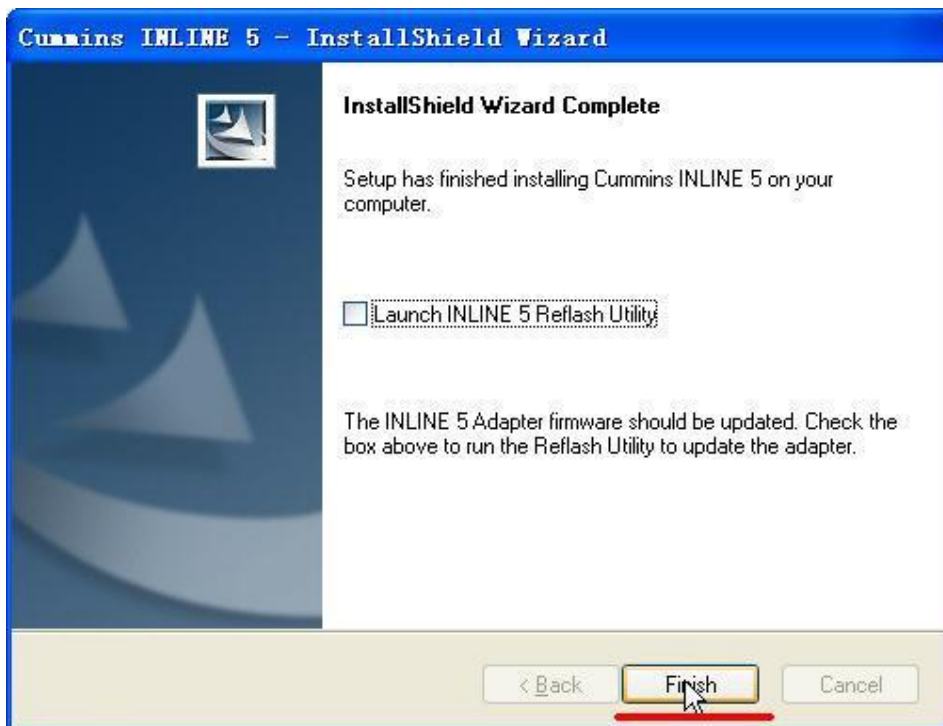 Cummins INLINE 5 - InstallShield Wizard
InstallShield Wizard Complete
Setup has finished installing Cummins INLINE 5 on your
computer.
Launch INLINE 5 Reflash Utility
The INLINE 5 Adapter firmware should be updated. Check the
box above to run the Reflash Utility to update the adapter.
< Back Finish Cancel